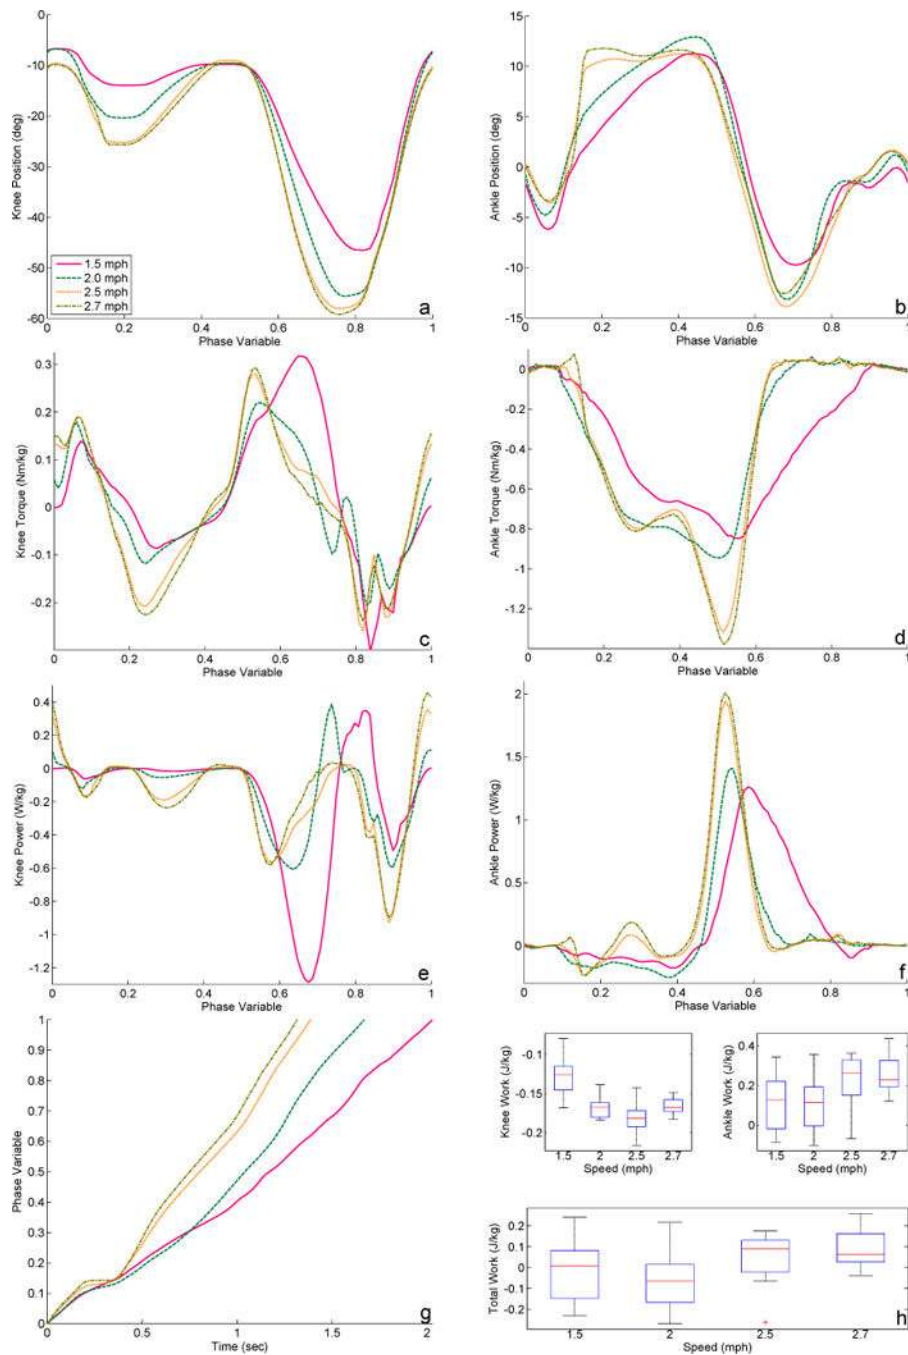 0
-10
-20
-30
-40
-50
-60
Knee Position (deg)
1.5 mph
2.0 mph
2.5 mph
2.7 mph
a
0 0.2 0.4 0.6 0.8 1
Phase Variable
15
10
5
0
-5
-10
-15
Ankle Position (deg)
b
0 0.2 0.4 0.6 0.8 1
Phase Variable
0.3
0.2
0.1
0
-0.1
-0.2
Knee Torque (Nm/kg)
c
0 0.2 0.4 0.6 0.8 1
Phase Variable
0
-0.2
-0.4
-0.6
-0.8
-1
-1.2
Ankle Torque (Nm/kg)
d
0 0.2 0.4 0.6 0.8 1
Phase Variable
0.4
0.2
0
-0.2
-0.4
-0.6
-0.8
-1
-1.2
Knee Power (W/kg)
e
0 0.2 0.4 0.6 0.8 1
Phase Variable
2
1.5
1
0.5
0
Ankle Power (W/kg)
f
0 0.2 0.4 0.6 0.8 1
Phase Variable
1
0.9
0.8
0.7
0.6
0.5
0.4
0.3
0.2
0.1
0
Phase Variable
g
0 0.5 1 1.5 2
Time (sec)
-0.1
-0.15
-0.2
Knee Work (J/kg)
1.5 2 2.5 2.7
Speed (mph)
0.4
0.2
0
Ankle Work (J/kg)
1.5 2 2.5 2.7
Speed (mph)
0.2
0.1
0
-0.1
-0.2
Total Work (J/kg)
h
1.5 2 2.5 2.7
Speed (mph)